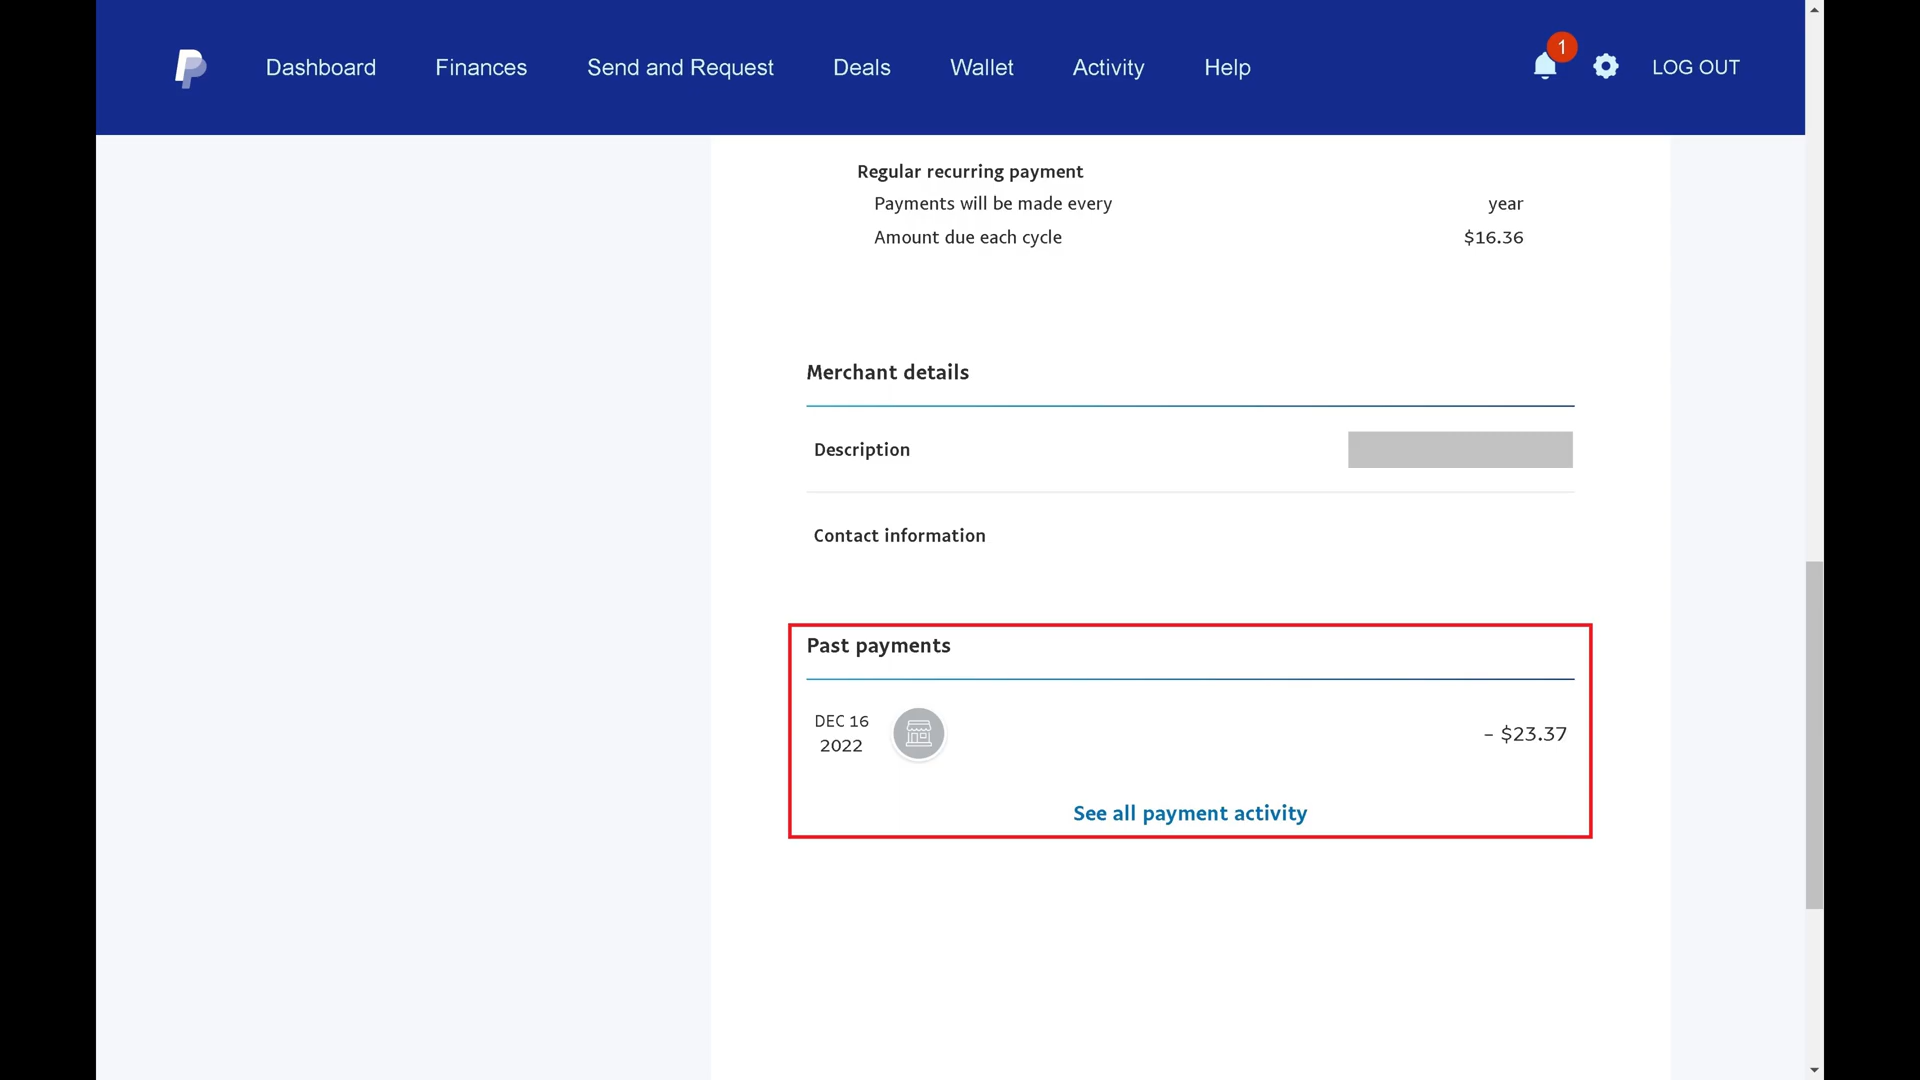 Dashboard Finances Send and Request Deals Wallet Activity Help 1 LOG OUT
Regular recurring payment
Payments will be made every year
Amount due each cycle $16.36
Merchant details
Description
Contact information
Past payments
DEC 16
2022
- $23.37
See all payment activity